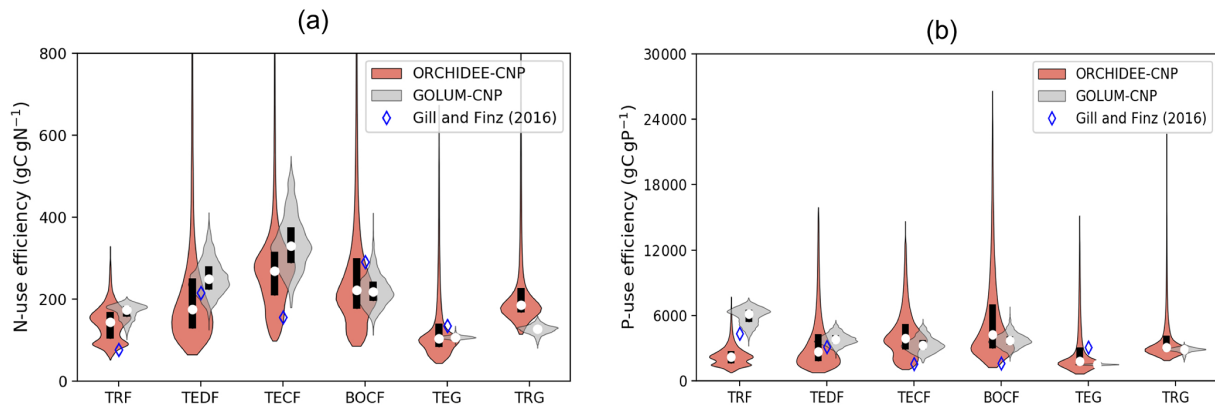 (a)
N-use efficiency (gC gN⁻¹)
800
600
400
200
0
ORCHIDEE-CNP
GOLUM-CNP
Gill and Finz (2016)
TRF TEDF TECF BOCF TEG TRG
(b)
P-use efficiency (gC gP⁻¹)
30000
24000
18000
12000
6000
0
ORCHIDEE-CNP
GOLUM-CNP
Gill and Finz (2016)
TRF TEDF TECF BOCF TEG TRG